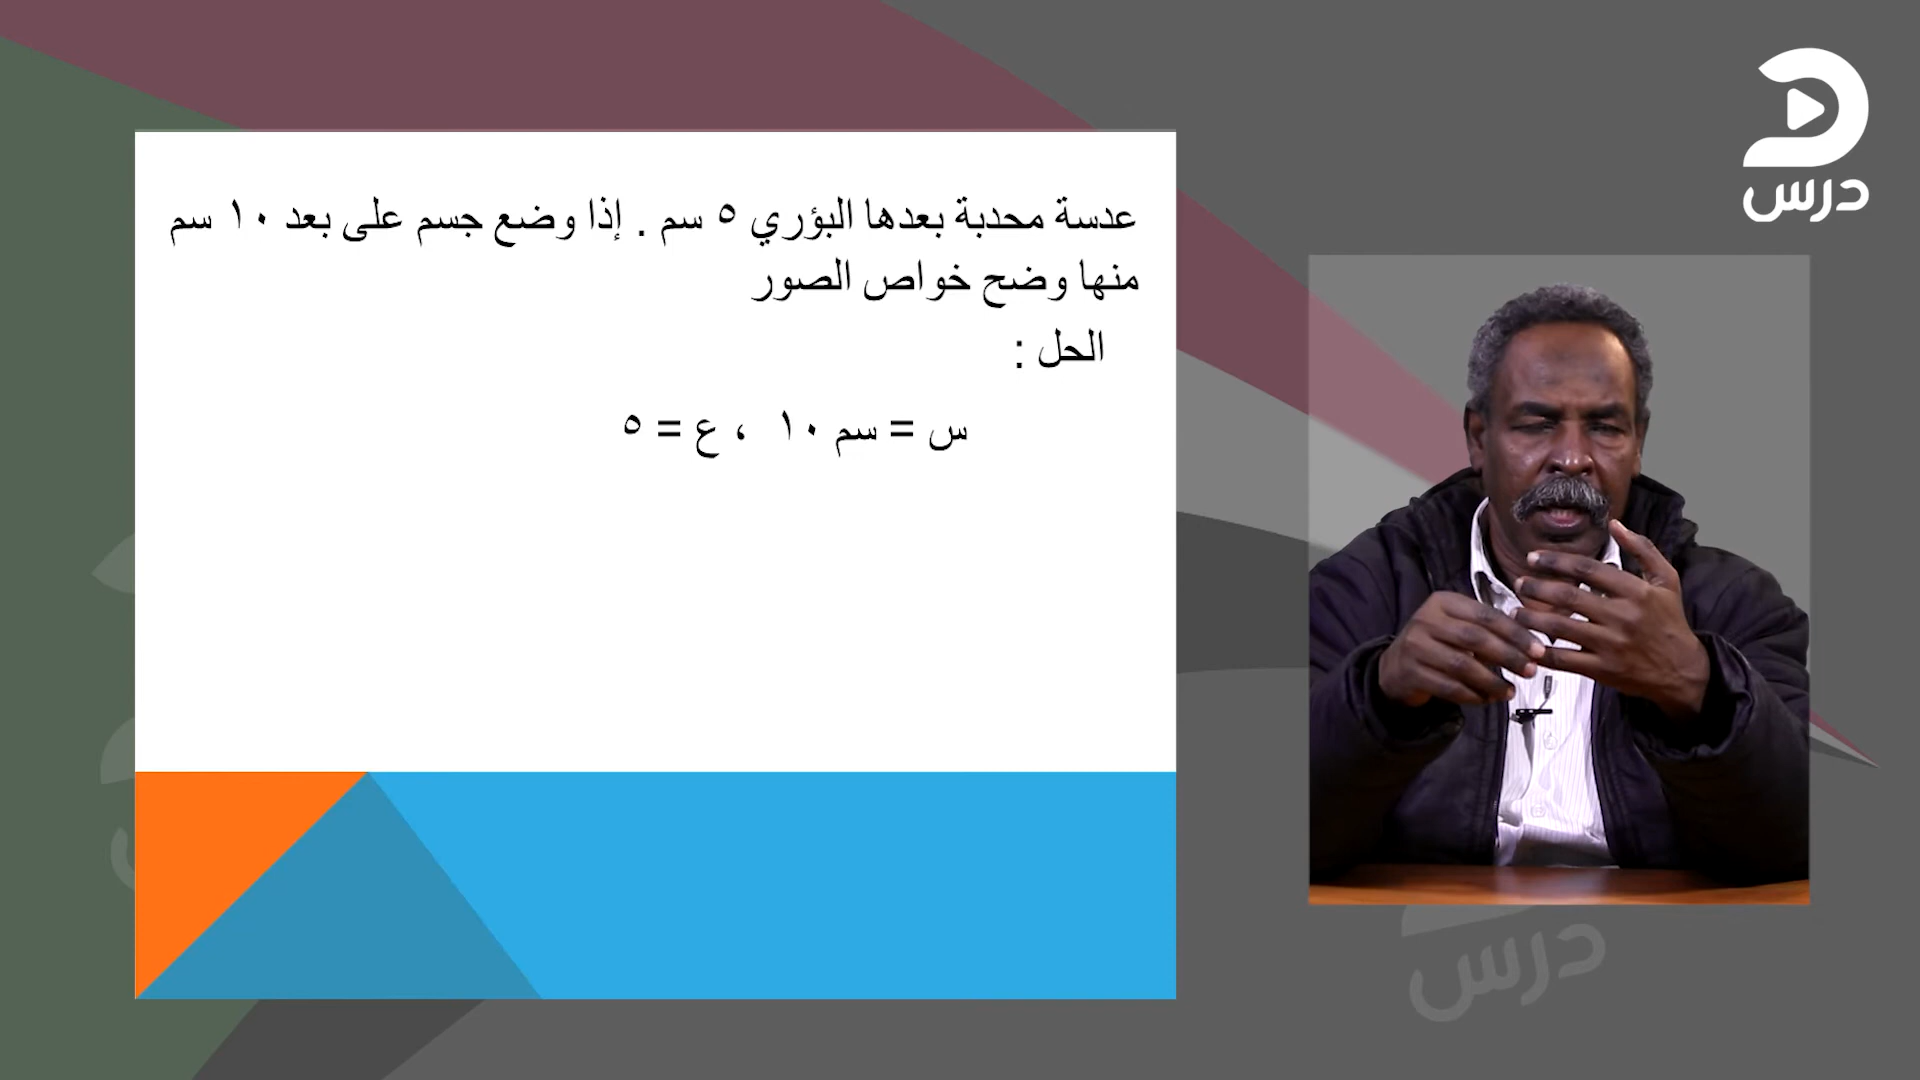 عدسة محدبة بعدها البؤري ٥ سم . إذا وضع جسم على بعد ١٠ سم
منها وضح خواص الصور
الحل :
س = سم ١٠ ، ع = ٥
درس
درس